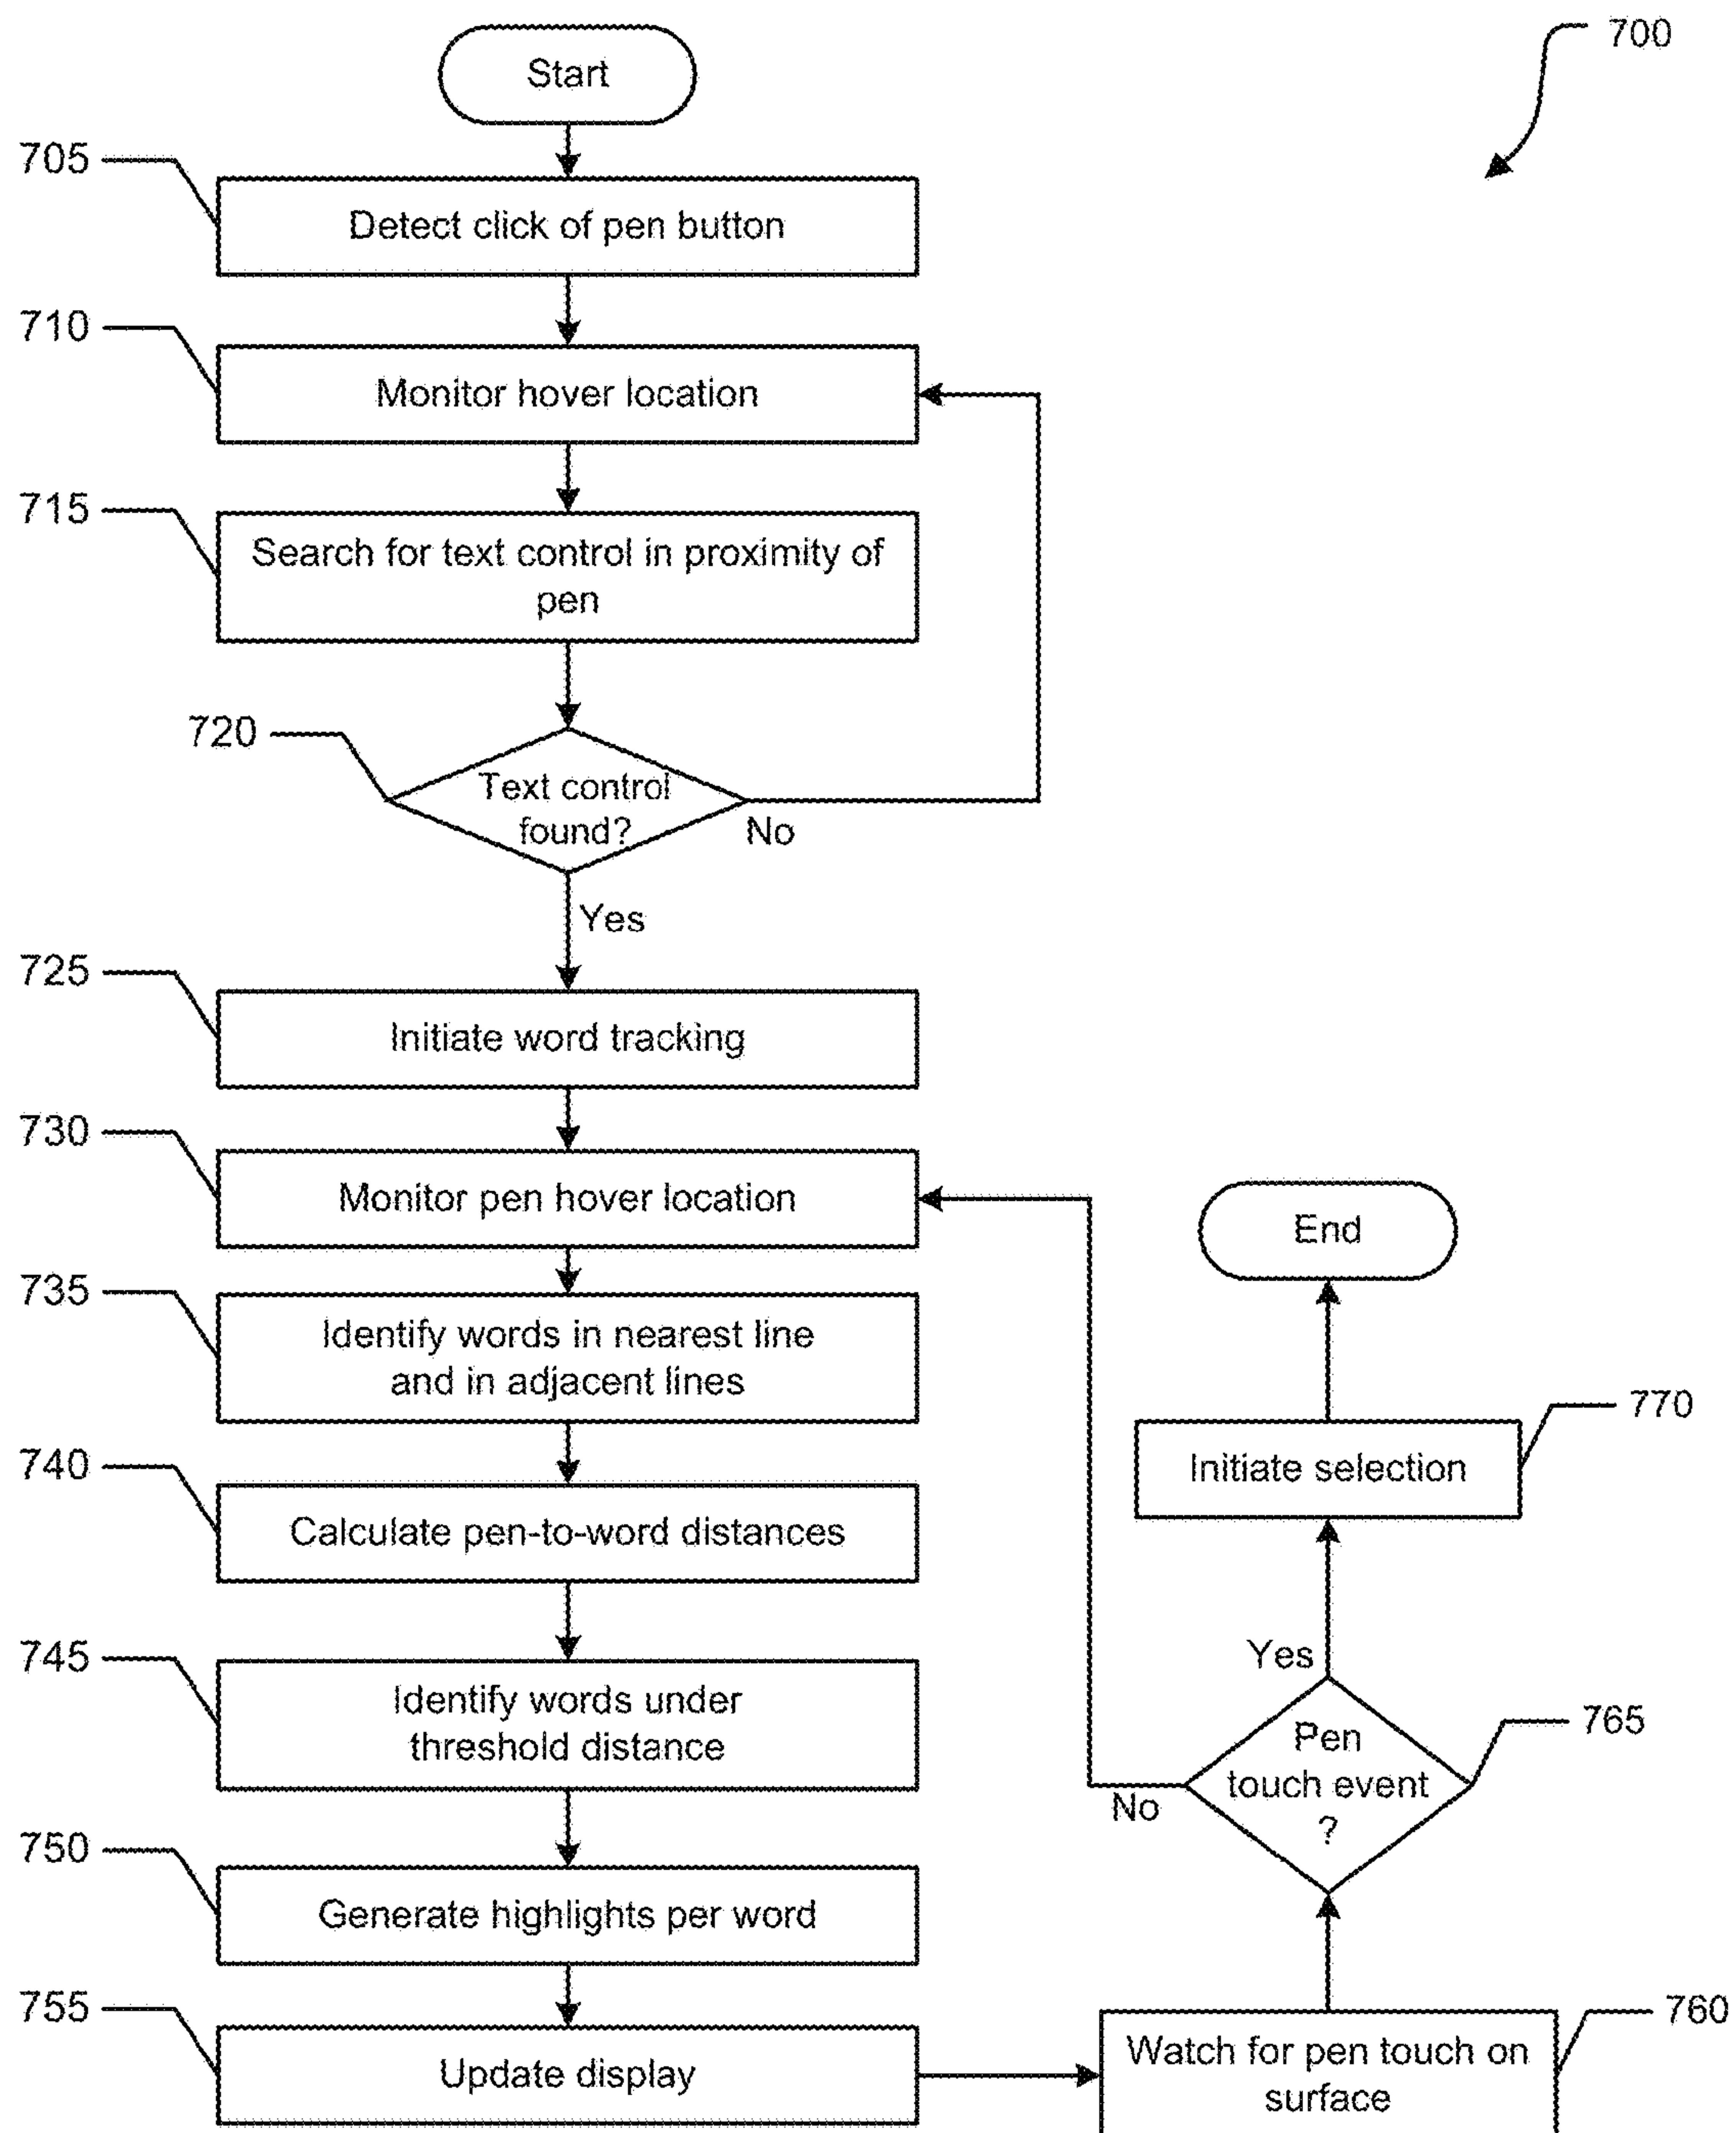 700
Start
705
Detect click of pen button
710
Monitor hover location
715
Search for text control in proximity of
pen
720
Text control
found?
No
Yes
725
Initiate word tracking
730
Monitor pen hover location
735
Identify words in nearest line
and in adjacent lines
740
Calculate pen-to-word distances
745
Identify words under
threshold distance
750
Generate highlights per word
755
Update display
760
Watch for pen touch on
surface
765
Pen
touch event
?
No
Yes
770
Initiate selection
End